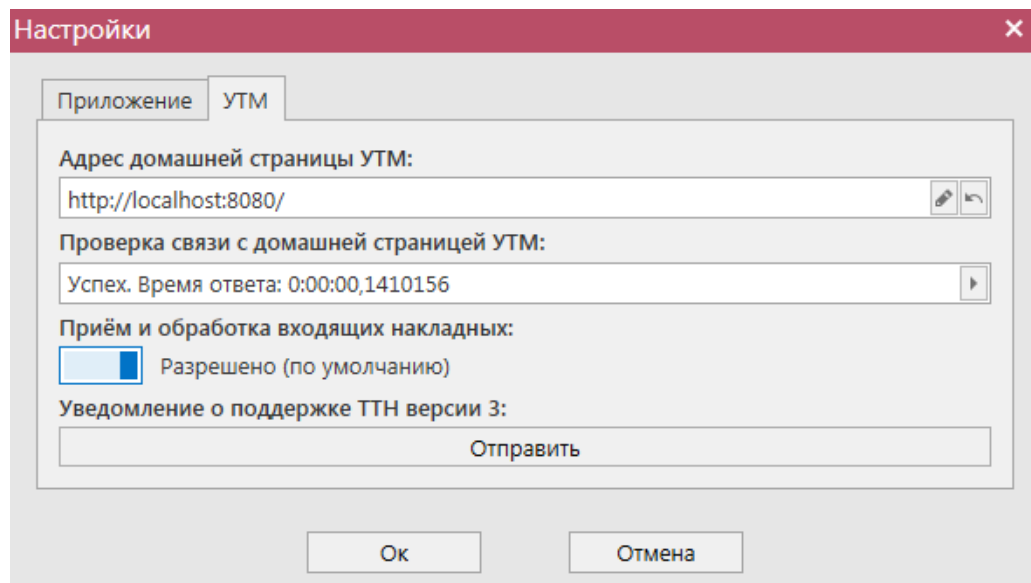 Настройки
Приложение УТМ
Адрес домашней страницы УТМ:
http://localhost:8080/
Проверка связи с домашней страницей УТМ:
Успех. Время ответа: 0:00:00,1410156
Приём и обработка входящих накладных:
Разрешено (по умолчанию)
Уведомление о поддержке ТТН версии 3:
Отправить
Ок Отмена